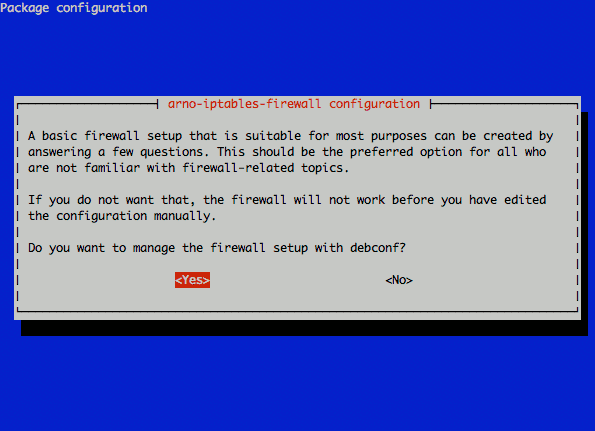 Package configuration
arno-iptables-firewall configuration
A basic firewall setup that is suitable for most purposes can be created by
answering a few questions. This should be the preferred option for all who
are not familiar with firewall-related topics.
If you do not want that, the firewall will not work before you have edited
the configuration manually.
Do you want to manage the firewall setup with debconf?
<Yes> <No>